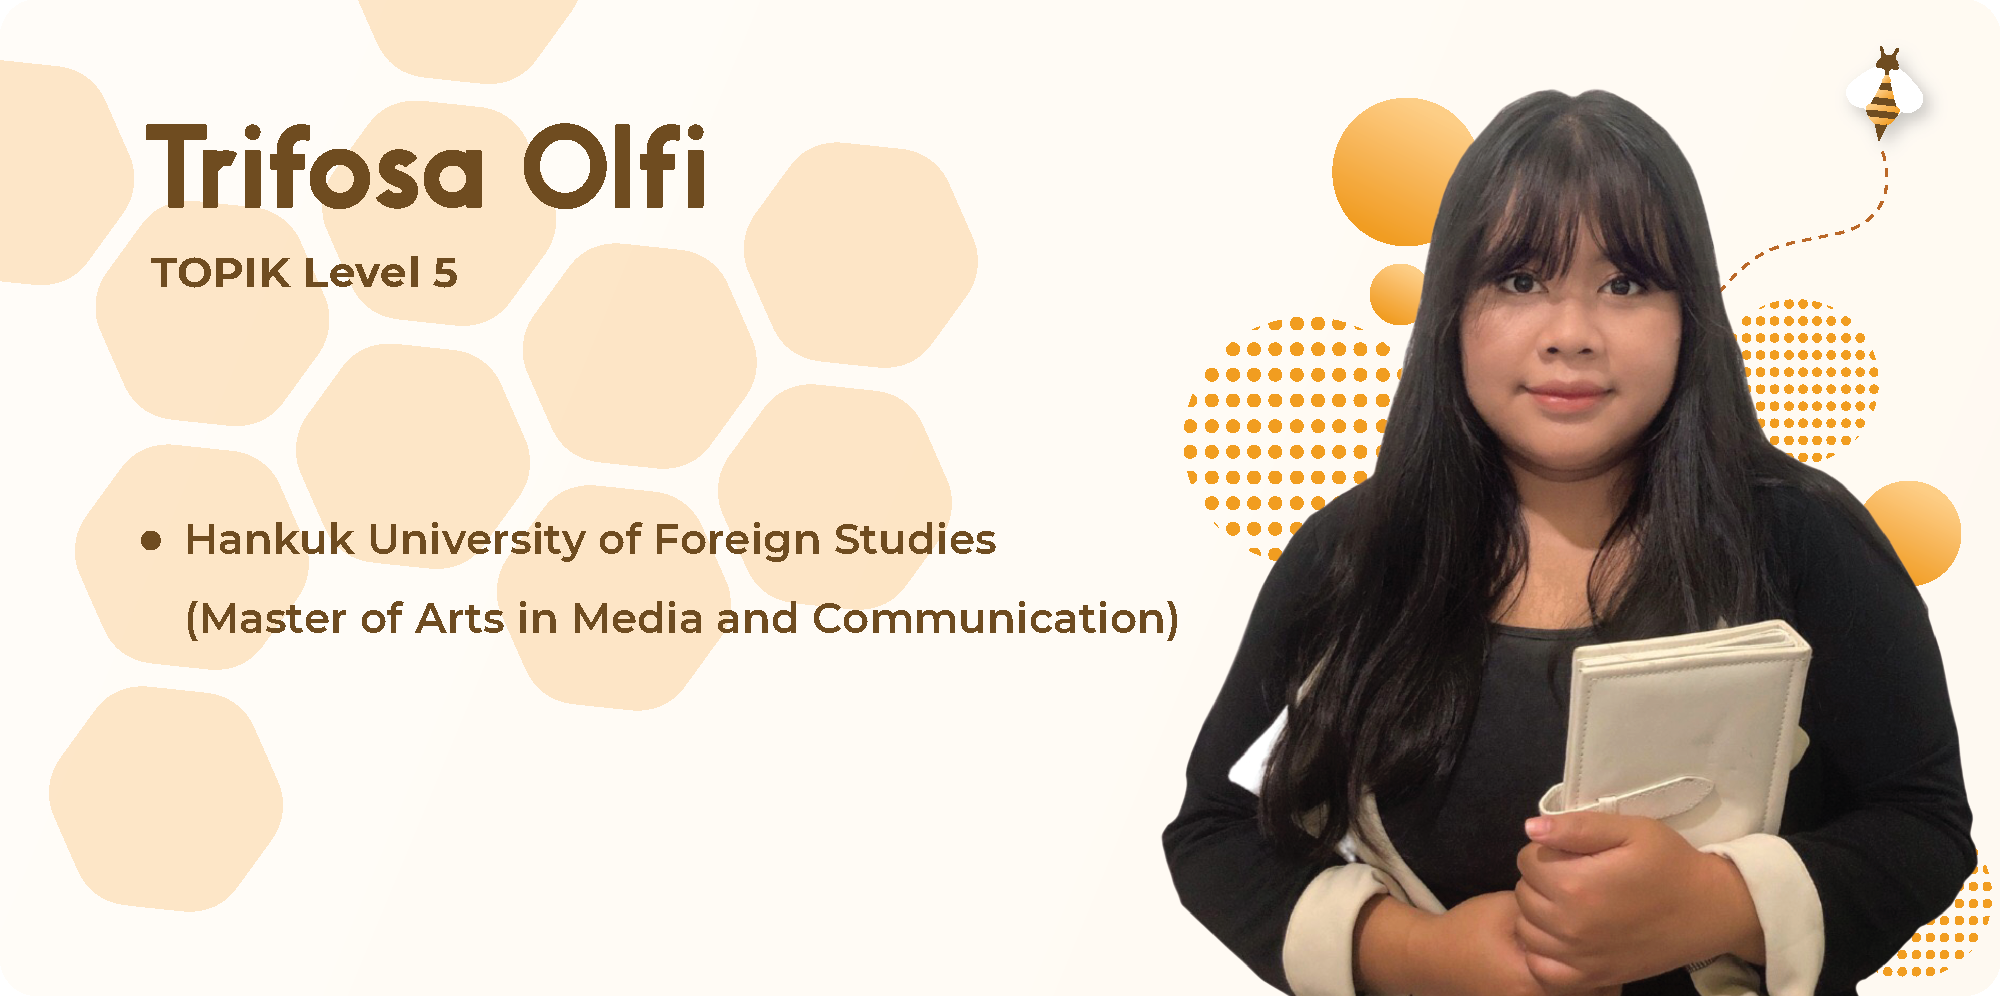 Trifosa Olfi
TOPIK Level 5
• Hankuk University of Foreign Studies
(Master of Arts in Media and Communication)